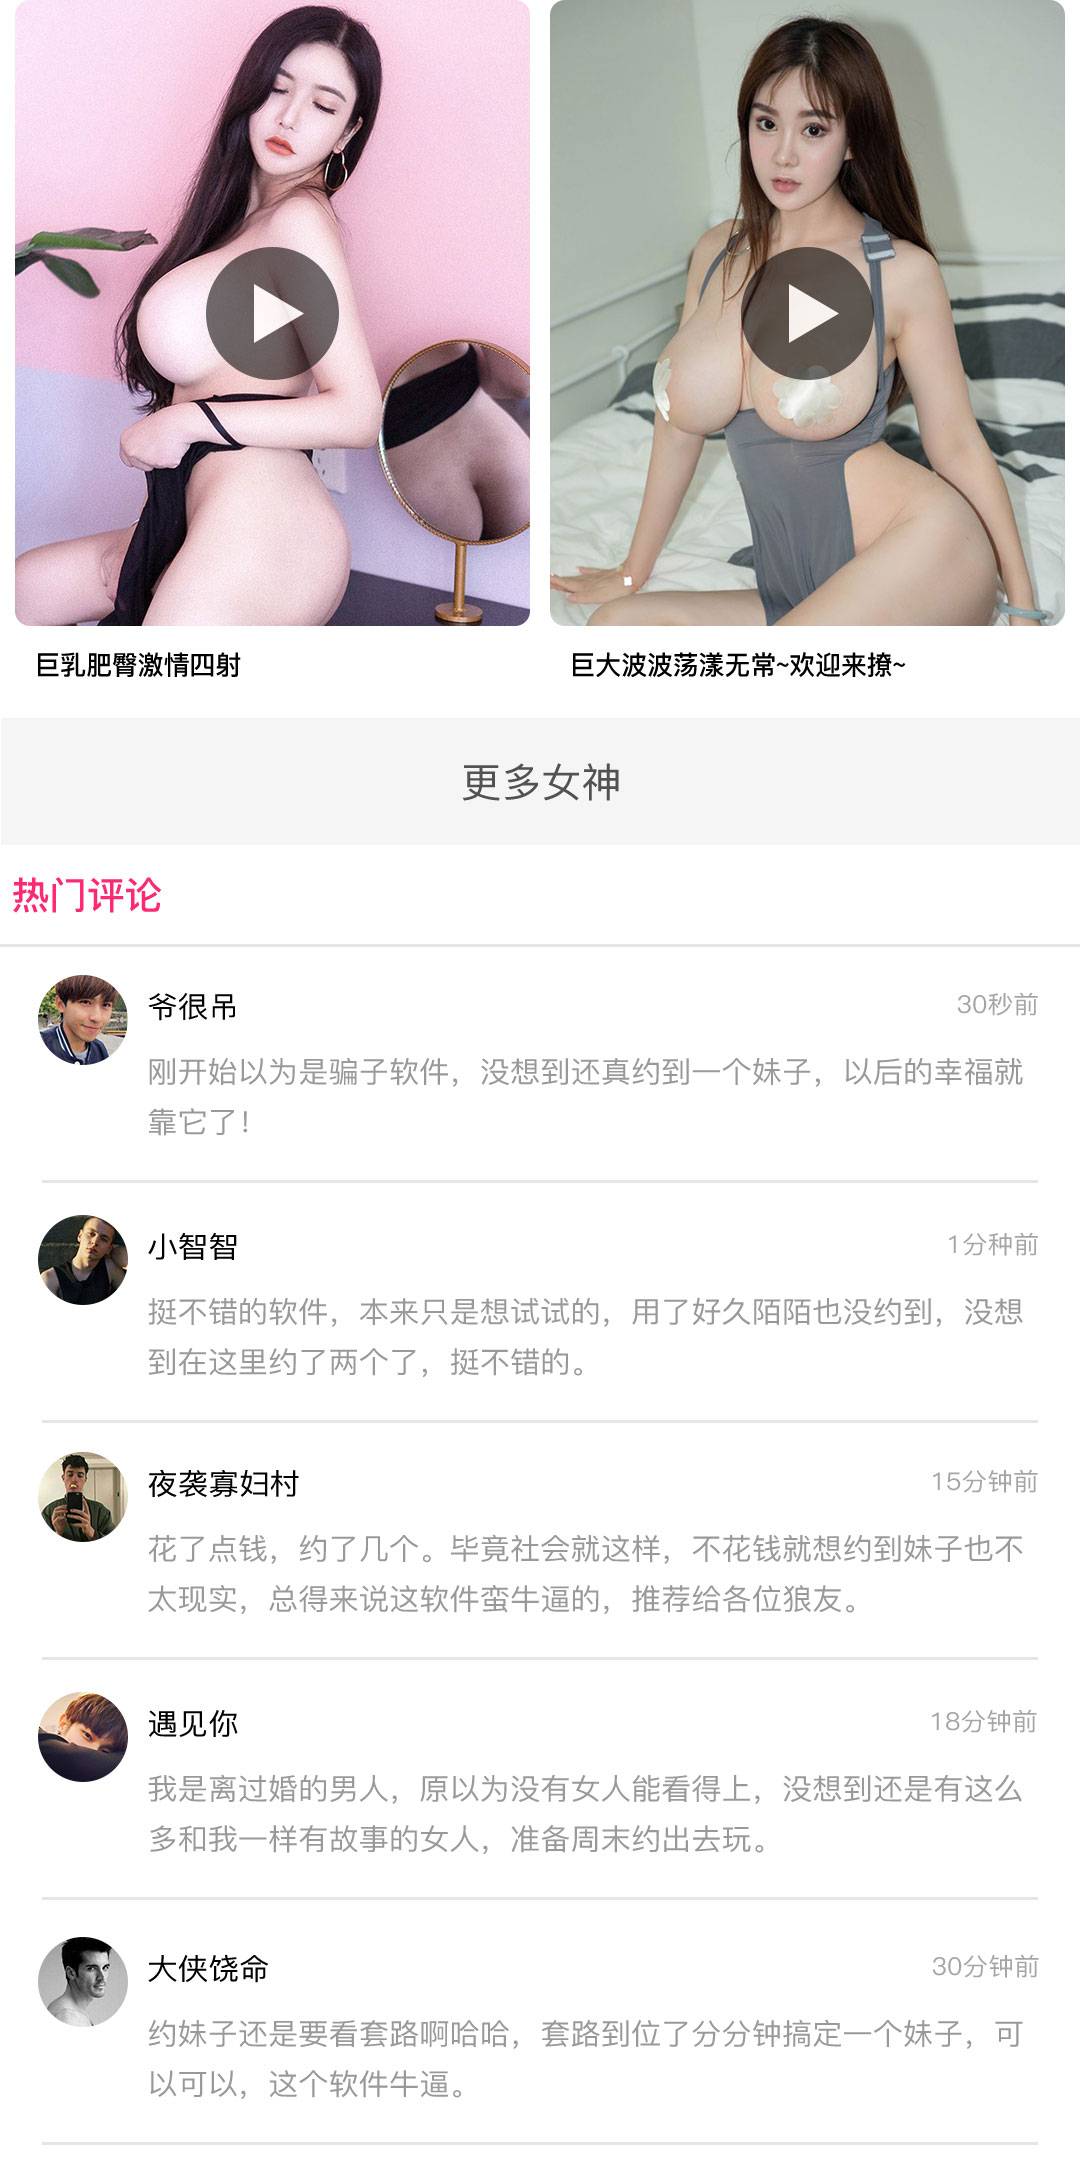 巨乳肥臀激情四射
巨大波波荡漾无常~欢迎来撩~
更多女神
热门评论
爷很吊
30秒前
刚开始以为是骗子软件，没想到还真约到一个妹子，以后的幸福就
靠它了！
小智智
1分种前
挺不错的软件，本来只是想试试的，用了好久陌陌也没约到，没想
到在这里约了两个了，挺不错的。
夜袭寡妇村
15分钟前
花了点钱，约了几个。毕竟社会就这样，不花钱就想约到妹子也不
太现实，总得来说这软件蛮牛逼的，推荐给各位狼友。
遇见你
18分钟前
我是离过婚的男人，原以为没有女人能看得上，没想到还是有这么
多和我一样有故事的女人，准备周末约出去玩。
大侠饶命
30分钟前
约妹子还是要看套路啊哈哈，套路到位了分分钟搞定一个妹子，可
以可以，这个软件牛逼。